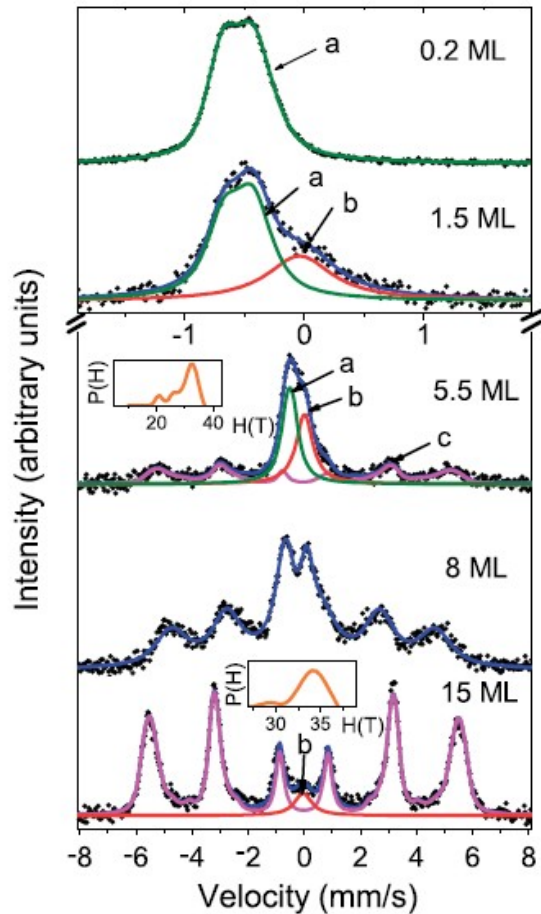 a
0.2 ML
a
b
1.5 ML
-1 0 1
Intensity (arbitrary units)
P(H)
20 40 H(T)
a
b
c
5.5 ML
8 ML
P(H)
30 35 H(T)
15 ML
b
-8 -6 -4 -2 0 2 4 6 8
Velocity (mm/s)